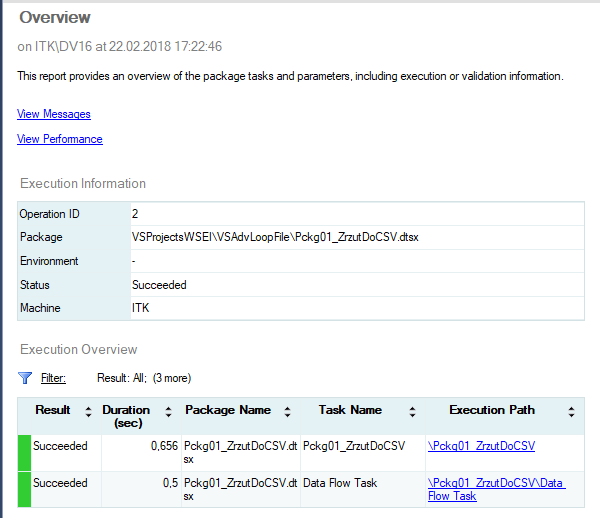 Overview
on ITK\DV16 at 22.02.2018 17:22:46
This report provides an overview of the package tasks and parameters, including execution or validation information.
View Messages
View Performance
Execution Information
Operation ID 2
Package VSProjectsWSEI\VSAdvLoopFile\Pckg01_ZrzutDoCSV.dtsx
Environment -
Status Succeeded
Machine ITK
Execution Overview
Filter: Result: All; (3 more)
Result Duration (sec) Package Name Task Name Execution Path
Succeeded 0,656 Pckg01_ZrzutDoCSV.dt Pckg01_ZrzutDoCSV \Pckg01_ZrzutDoCSV
sx
Succeeded 0,5 Pckg01_ZrzutDoCSV.dt Data Flow Task \Pckg01_ZrzutDoCSV\Data
sx Flow Task